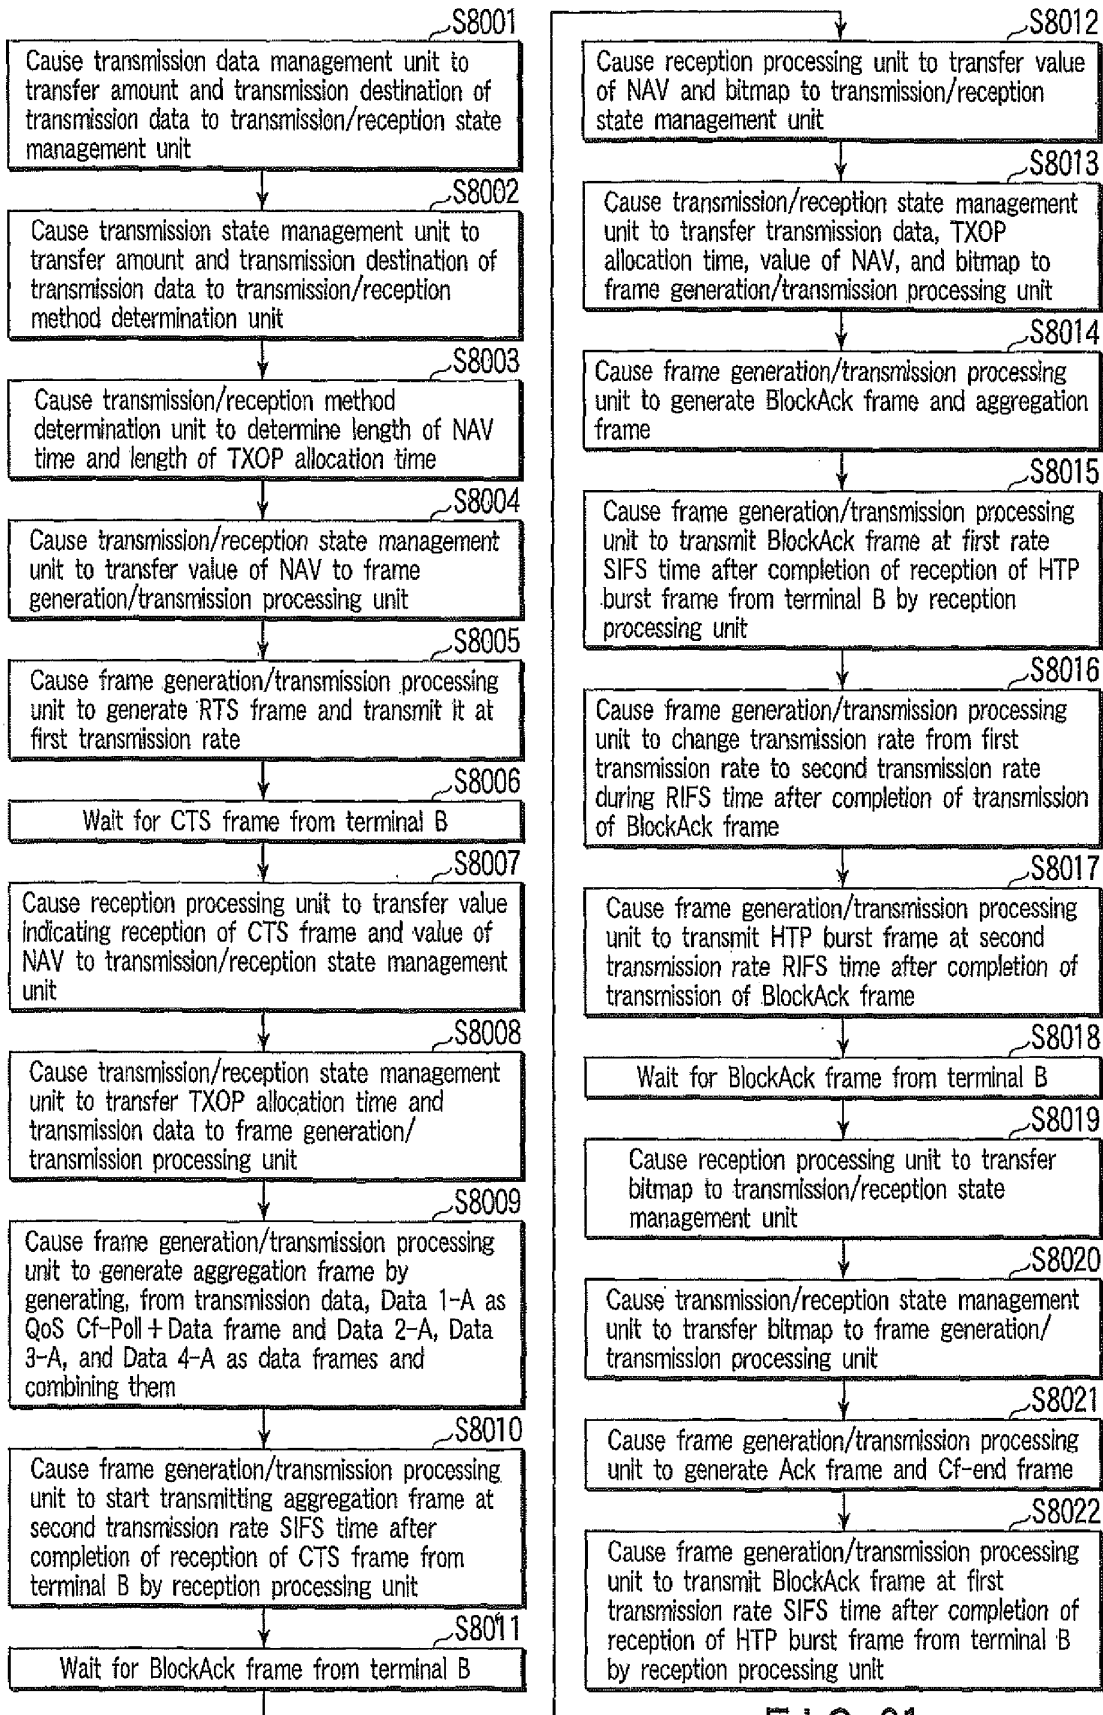 S8001
Cause transmission data management unit to
transfer amount and transmission destination of
transmission data to transmission/reception state
management unit
S8002
Cause transmission state management unit to
transfer amount and transmission destination of
transmission data to transmission/reception
method determination unit
S8003
Cause transmission/reception method
determination unit to determine length of NAV
time and length of TXOP allocation time
S8004
Cause transmission/reception state management
unit to transfer value of NAV to frame
generation/transmission processing unit
S8005
Cause frame generation/transmission processing
unit to generate RTS frame and transmit it at
first transmission rate
S8006
Wait for CTS frame from terminal B
S8007
Cause reception processing unit to transfer value
indicating reception of CTS frame and value of
NAV to transmission/reception state management
unit
S8008
Cause transmission/reception state management
unit to transfer TXOP allocation time and
transmission data to frame generation/
transmission processing unit
S8009
Cause frame generation/transmission processing
unit to generate aggregation frame by
generating, from transmission data, Data 1-A as
QoS Cf-Poll+Data frame and Data 2-A, Data
3-A, and Data 4-A as data frames and
combining them
S8010
Cause frame generation/transmission processing
unit to start transmitting aggregation frame at
second transmission rate SIFS time after
completion of reception of CTS frame from
terminal B by reception processing unit
S8011
Wait for BlockAck frame from terminal B
S8012
Cause reception processing unit to transfer value
of NAV and bitmap to transmission/reception
state management unit
S8013
Cause transmission/reception state management
unit to transfer transmission data, TXOP
allocation time, value of NAV, and bitmap to
frame generation/transmission processing unit
S8014
Cause frame generation/transmission processing
unit to generate BlockAck frame and aggregation
frame
S8015
Cause frame generation/transmission processing
unit to transmit BlockAck frame at first rate
SIFS time after completion of reception of HTP
burst frame from terminal B by reception
processing unit
S8016
Cause frame generation/transmission processing
unit to change transmission rate from first
transmission rate to second transmission rate
during RIFS time after completion of transmission
of BlockAck frame
S8017
Cause frame generation/transmission processing
unit to transmit HTP burst frame at second
transmission rate RIFS time after completion of
transmission of BlockAck frame
S8018
Wait for BlockAck frame from terminal B
S8019
Cause reception processing unit to transfer
bitmap to transmission/reception state
management unit
S8020
Cause transmission/reception state management
unit to transfer bitmap to frame generation/
transmission processing unit
S8021
Cause frame generation/transmission processing
unit to generate Ack frame and Cf-end frame
S8022
Cause frame generation/transmission processing
unit to transmit BlockAck frame at first
transmission rate SIFS time after completion of
reception of HTP burst frame from terminal B
by reception processing unit